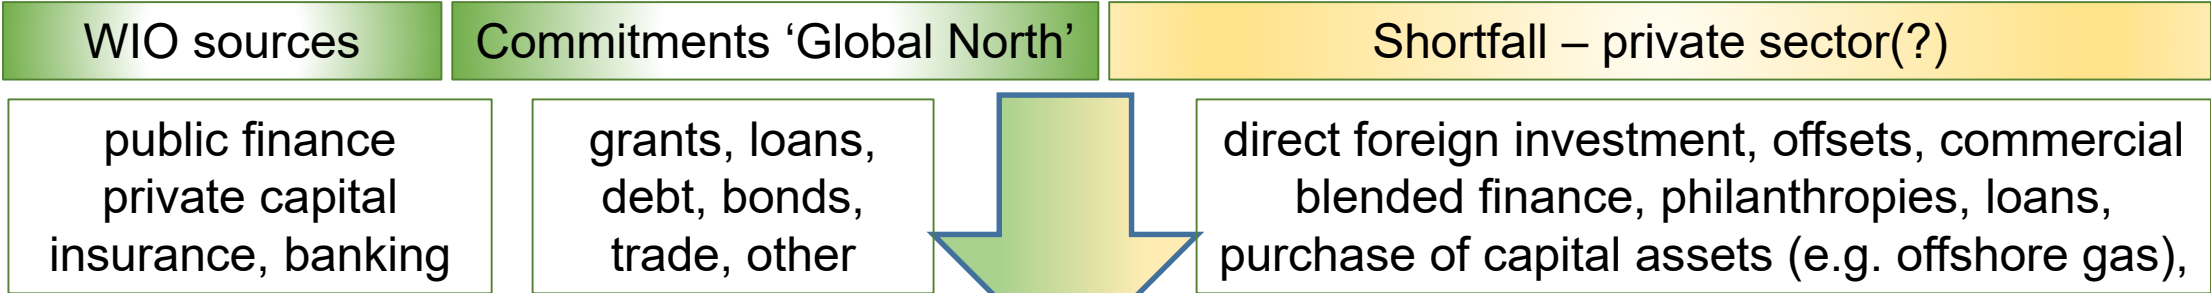 WIO sources
Commitments ‘Global North’
Shortfall – private sector(?)
public finance
private capital
insurance, banking
grants, loans,
debt, bonds,
trade, other
direct foreign investment, offsets, commercial
blended finance, philanthropies, loans,
purchase of capital assets (e.g. offshore gas),